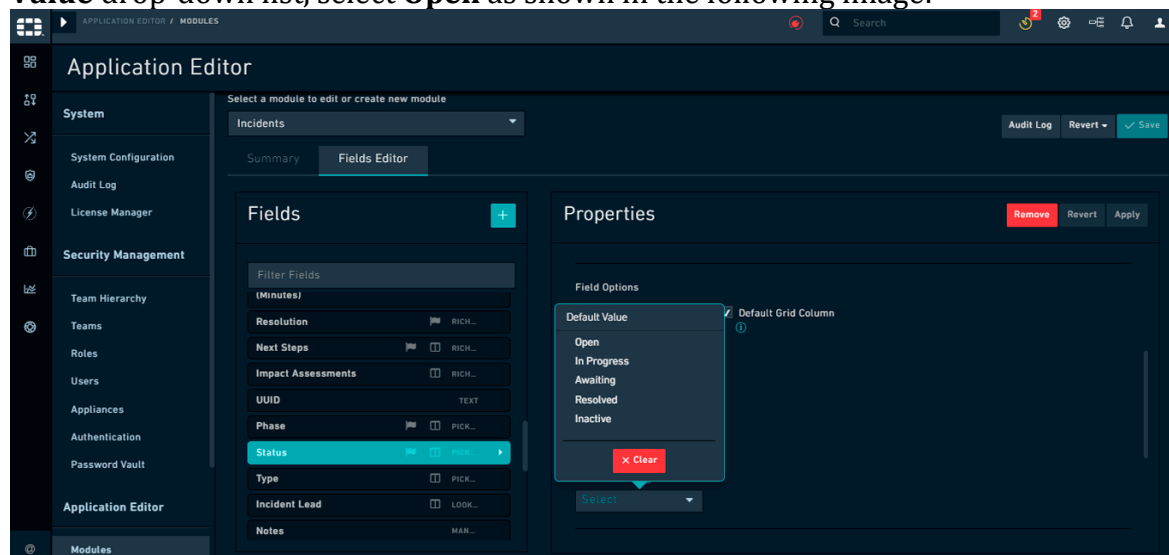 Value drop-down list, select Open as shown in the following image.
APPLICATION EDITOR / MODULES
Search
2
Application Editor
System
System Configuration
Audit Log
License Manager
Security Management
Team Hierarchy
Teams
Roles
Users
Appliances
Authentication
Password Vault
Application Editor
Modules
Select a module to edit or create new module
Incidents
Audit Log Revert Save
Summary Fields Editor
Fields
+
Filter Fields
(Minutes)
Resolution RICH...
Next Steps RICH...
Impact Assessments RICH...
UUID TEXT
Phase PICK...
Status PICK...
Type PICK...
Incident Lead LOOK...
Notes MAN...
Properties
Remove Revert Apply
Field Options
Default Grid Column
Default Value
Open
In Progress
Awaiting
Resolved
Inactive
× Clear
Select
@